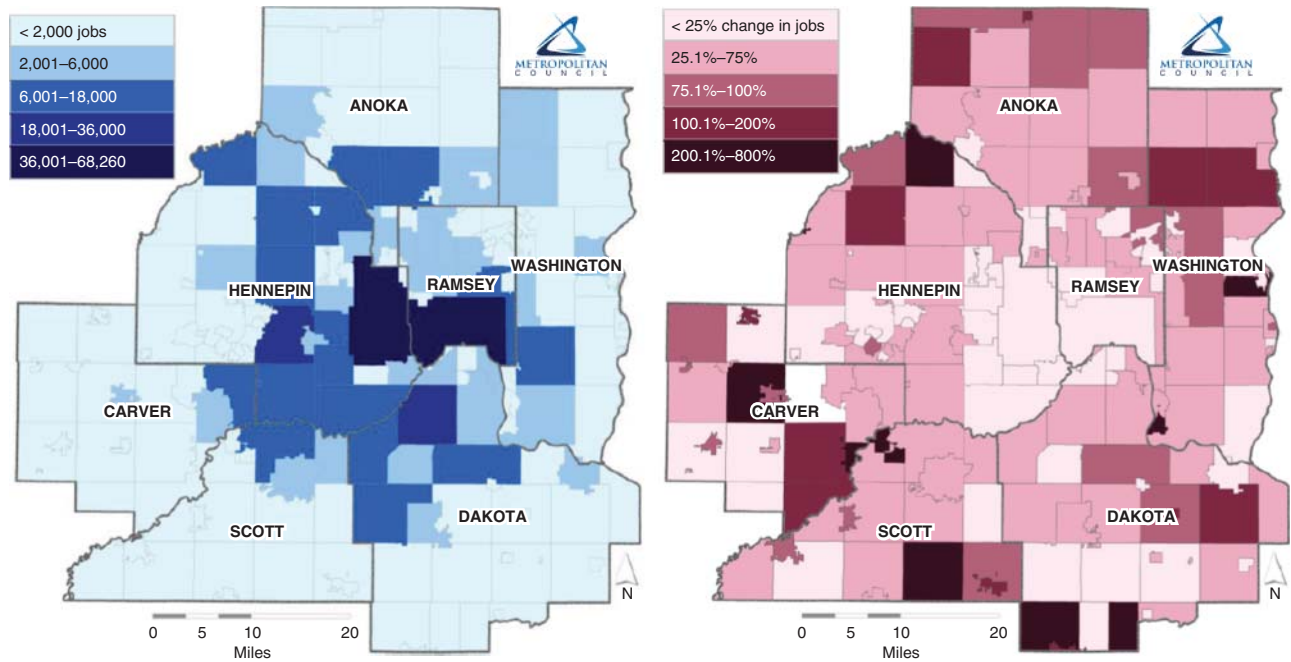 < 2,000 jobs
2,001–6,000
6,001–18,000
18,001–36,000
36,001–68,260
METROPOLITAN
COUNCIL
ANOKA
HENNEPIN
RAMSEY
WASHINGTON
CARVER
SCOTT
DAKOTA
N
0 5 10 20
Miles
< 25% change in jobs
25.1%–75%
75.1%–100%
100.1%–200%
200.1%–800%
METROPOLITAN
COUNCIL
ANOKA
HENNEPIN
RAMSEY
WASHINGTON
CARVER
SCOTT
DAKOTA
N
0 5 10 20
Miles